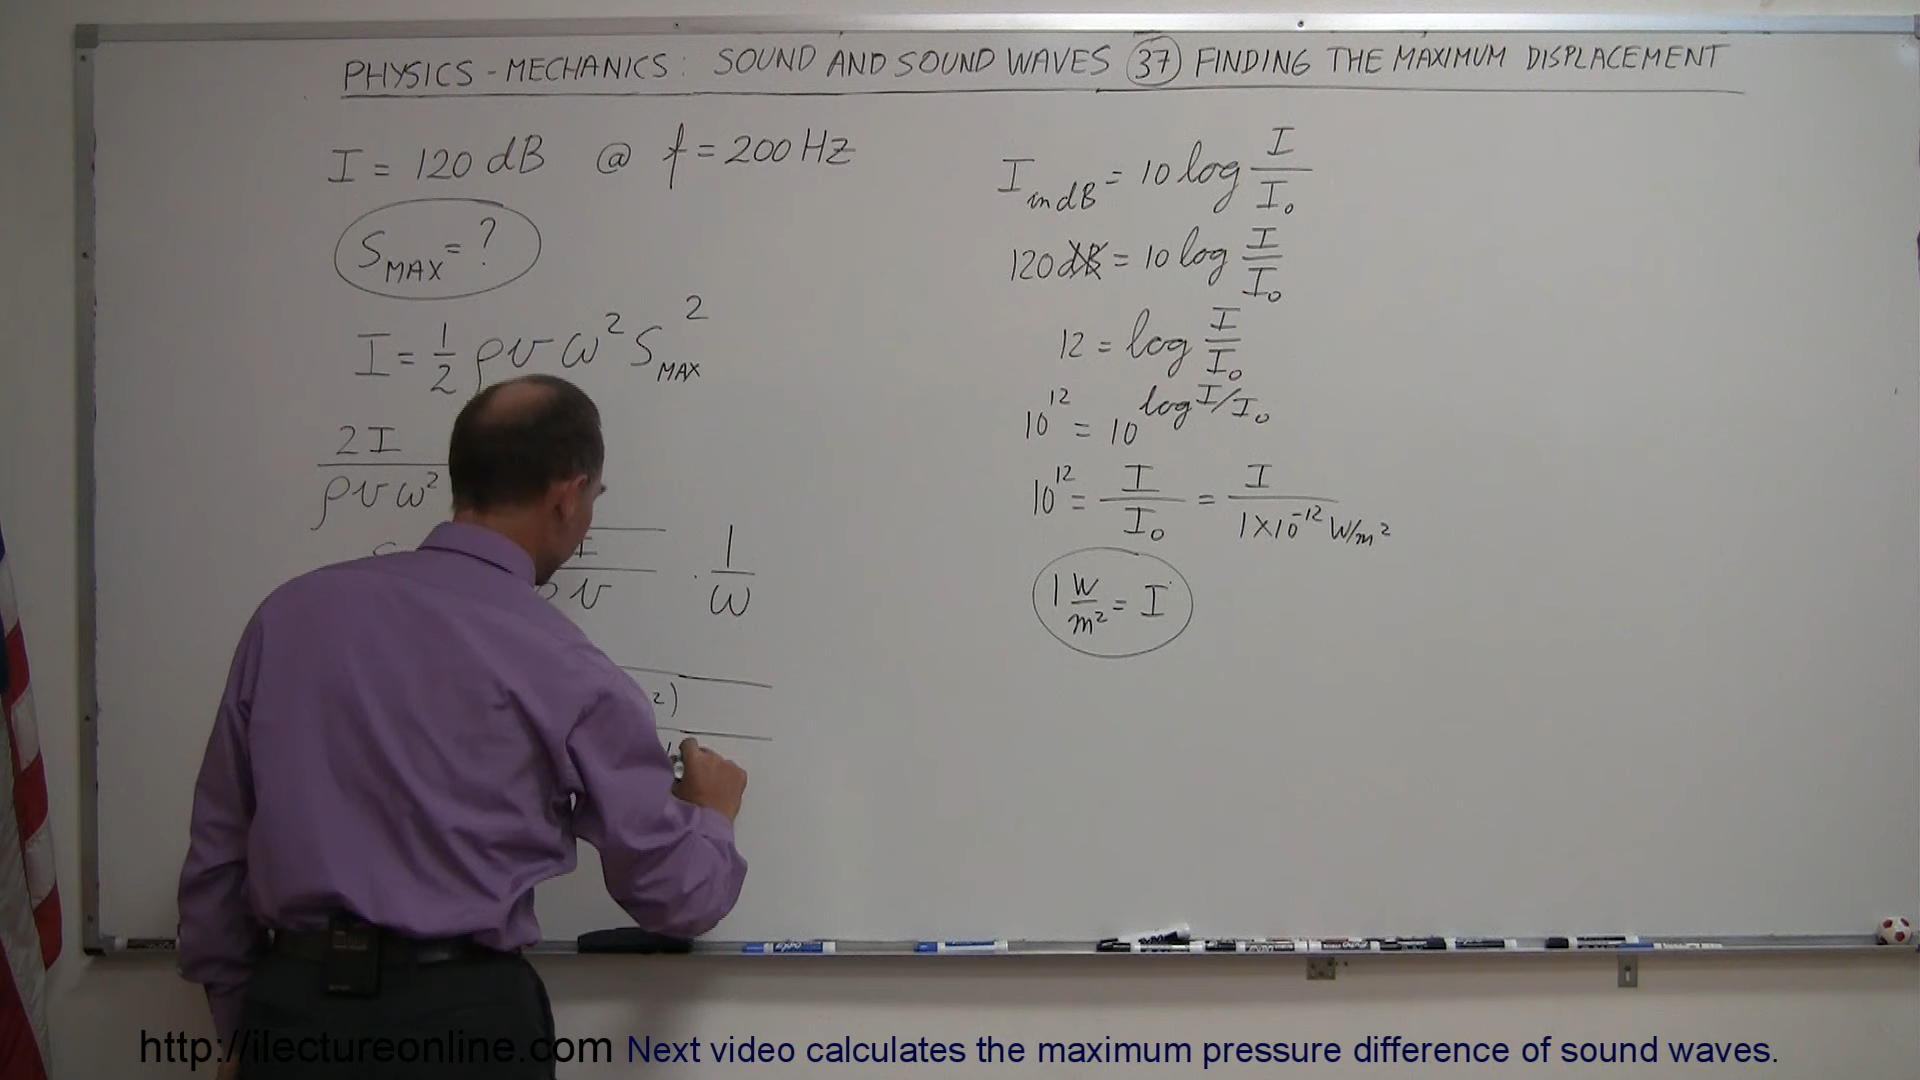 PHYSICS - MECHANICS: SOUND AND SOUND WAVES 37 FINDING THE MAXIMUM DISPLACEMENT
I = 120 dB @ f = 200 Hz
S_MAX = ?
I = 1/2 ρ v ω² S_MAX²
2I / ρ v ω²
I / ρ v · 1/ω
²)
I in dB = 10 log I/I₀
120 dB = 10 log I/I₀
12 = log I/I₀
10¹² = 10^(log I/I₀)
10¹² = I/I₀ = I / 1×10⁻¹² W/m²
1 W/m² = I
http://ilectureonline.com Next video calculates the maximum pressure difference of sound waves.